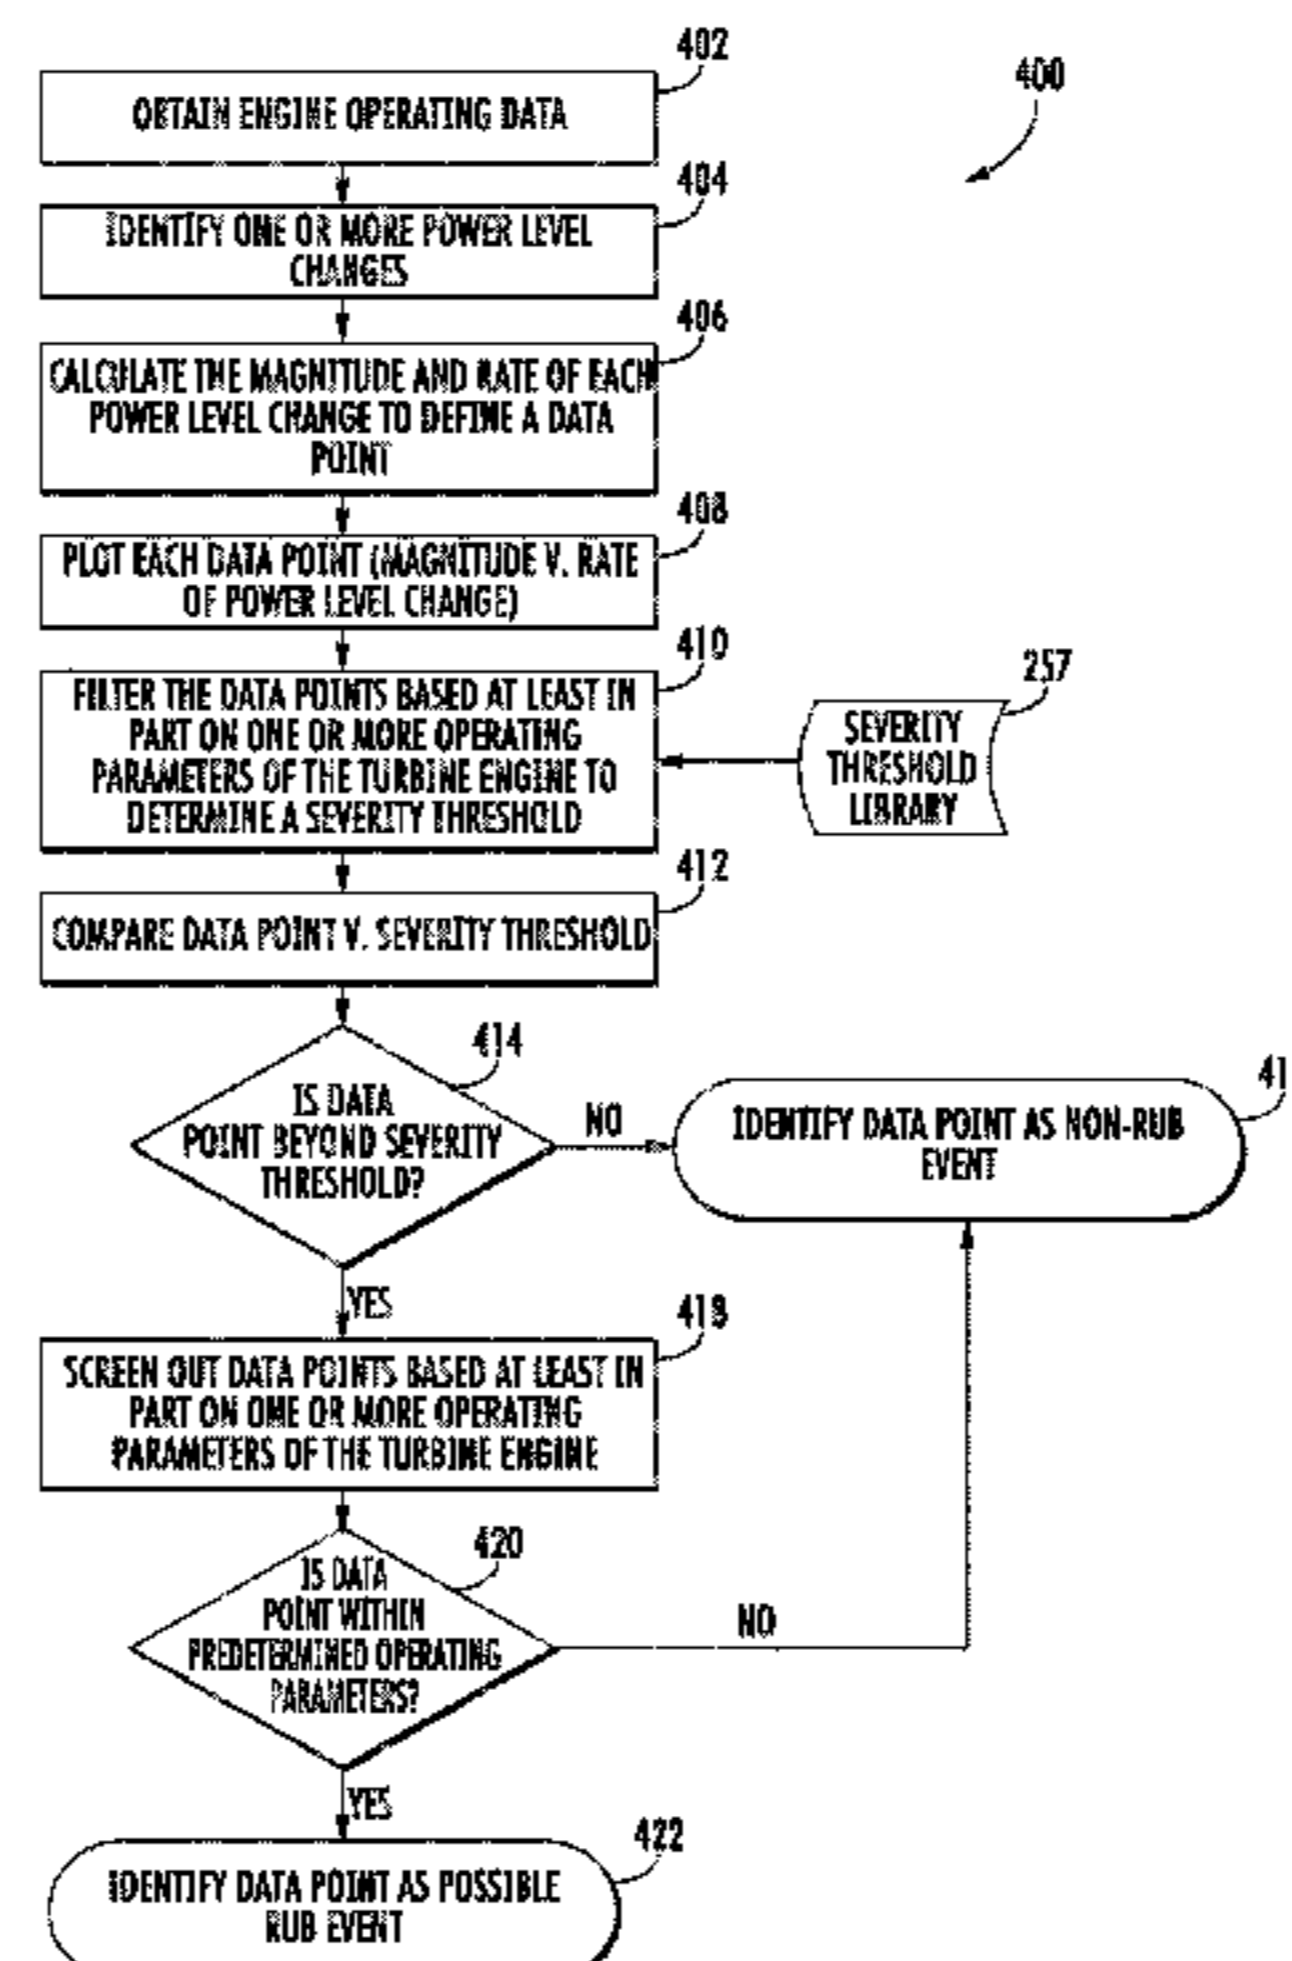 402
400
OBTAIN ENGINE OPERATING DATA
404
IDENTIFY ONE OR MORE POWER LEVEL
CHANGES
406
CALCULATE THE MAGNITUDE AND RATE OF EACH
POWER LEVEL CHANGE TO DEFINE A DATA
POINT
408
PLOT EACH DATA POINT (MAGNITUDE V. RATE
OF POWER LEVEL CHANGE)
410
FILTER THE DATA POINTS BASED AT LEAST IN
PART ON ONE OR MORE OPERATING
PARAMETERS OF THE TURBINE ENGINE TO
DETERMINE A SEVERITY THRESHOLD
257
SEVERITY
THRESHOLD
LIBRARY
412
COMPARE DATA POINT V. SEVERITY THRESHOLD
414
IS DATA
POINT BEYOND SEVERITY
THRESHOLD?
NO
41
IDENTIFY DATA POINT AS NON-RUB
EVENT
YES
418
SCREEN OUT DATA POINTS BASED AT LEAST IN
PART ON ONE OR MORE OPERATING
PARAMETERS OF THE TURBINE ENGINE
420
IS DATA
POINT WITHIN
PREDETERMINED OPERATING
PARAMETERS?
NO
YES
422
IDENTIFY DATA POINT AS POSSIBLE
RUB EVENT